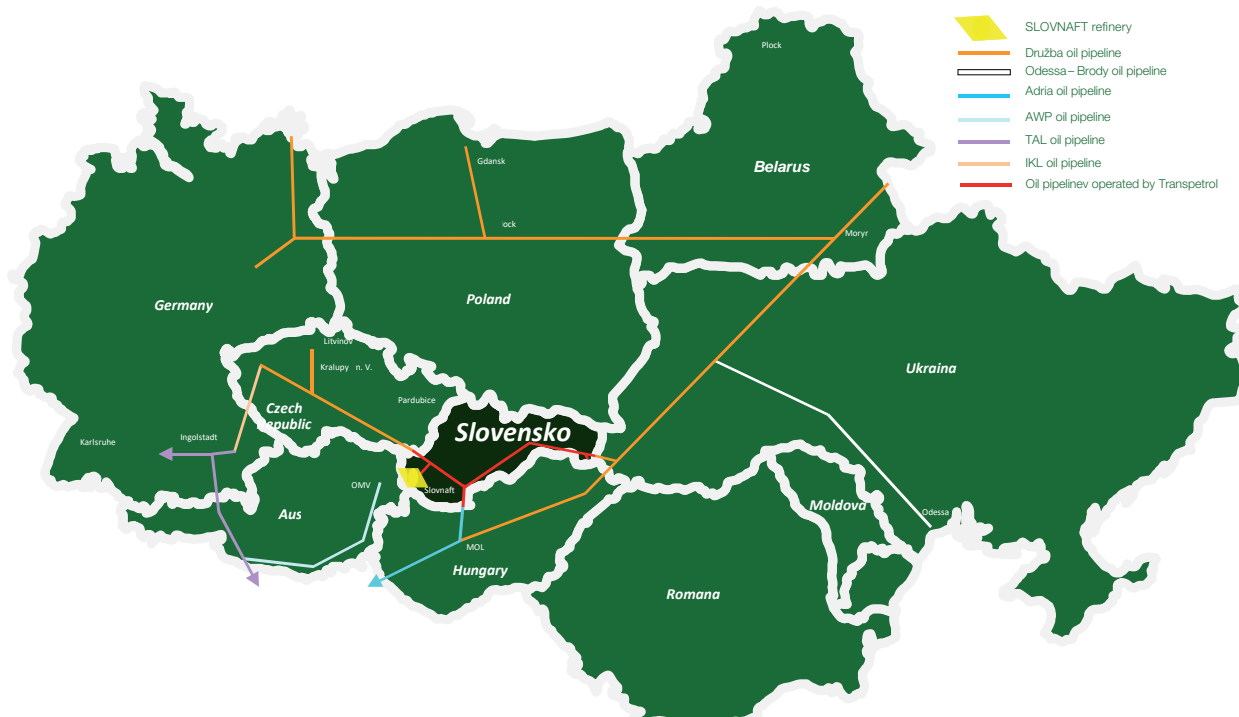 SLOVNAFT refinery
Družba oil pipeline
Odessa – Brody oil pipeline
Adria oil pipeline
AWP oil pipeline
TAL oil pipeline
IKL oil pipeline
Oil pipelinev operated by Transpetrol
Plock
Gdansk
Belarus
lock
Moryr
Germany
Poland
Litvinov
Kralupy n. V.
Ukraina
Pardubice
Czech
Republic
Slovensko
Karlsruhe
Ingolstadt
OMV
Slovnaft
Aus
Moldova
Odessa
MOL
Hungary
Romana